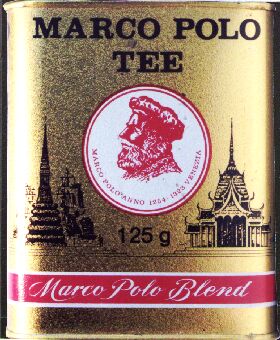 MARCO POLO
TEE
MARCO POLO ANNO 1254-1323 VENEZIA
125 g
Marco Polo Blend